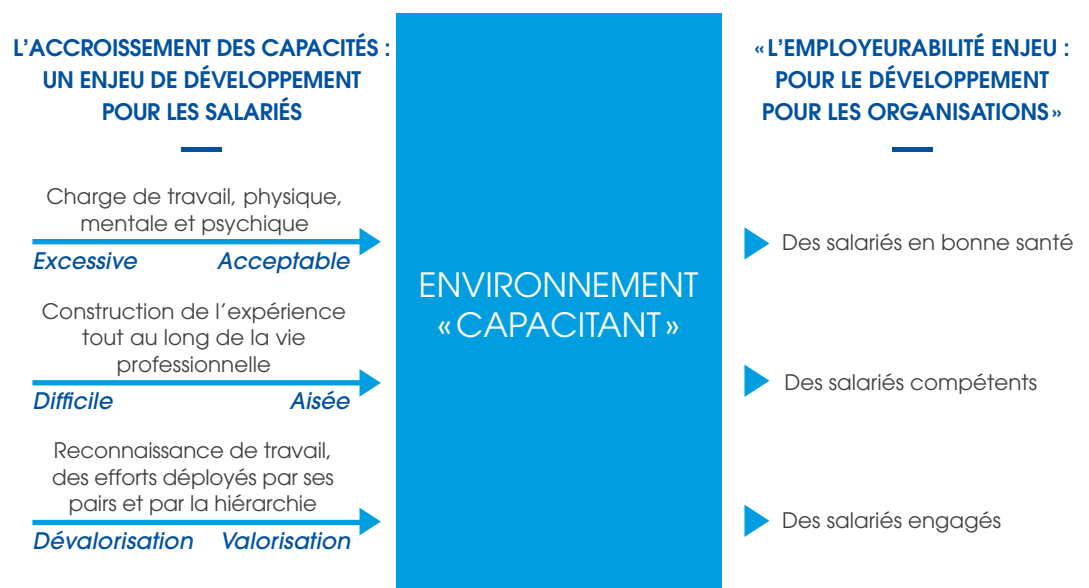 L'ACCROISSEMENT DES CAPACITÉS :
UN ENJEU DE DÉVELOPPEMENT
POUR LES SALARIÉS
Charge de travail, physique,
mentale et psychique
Excessive Acceptable
Construction de l'expérience
tout au long de la vie
professionnelle
Difficile Aisée
Reconnaissance de travail,
des efforts déployés par ses
pairs et par la hiérarchie
Dévalorisation Valorisation
ENVIRONNEMENT
« CAPACITANT »
« L'EMPLOYEURABILITÉ ENJEU :
POUR LE DÉVELOPPEMENT
POUR LES ORGANISATIONS »
Des salariés en bonne santé
Des salariés compétents
Des salariés engagés